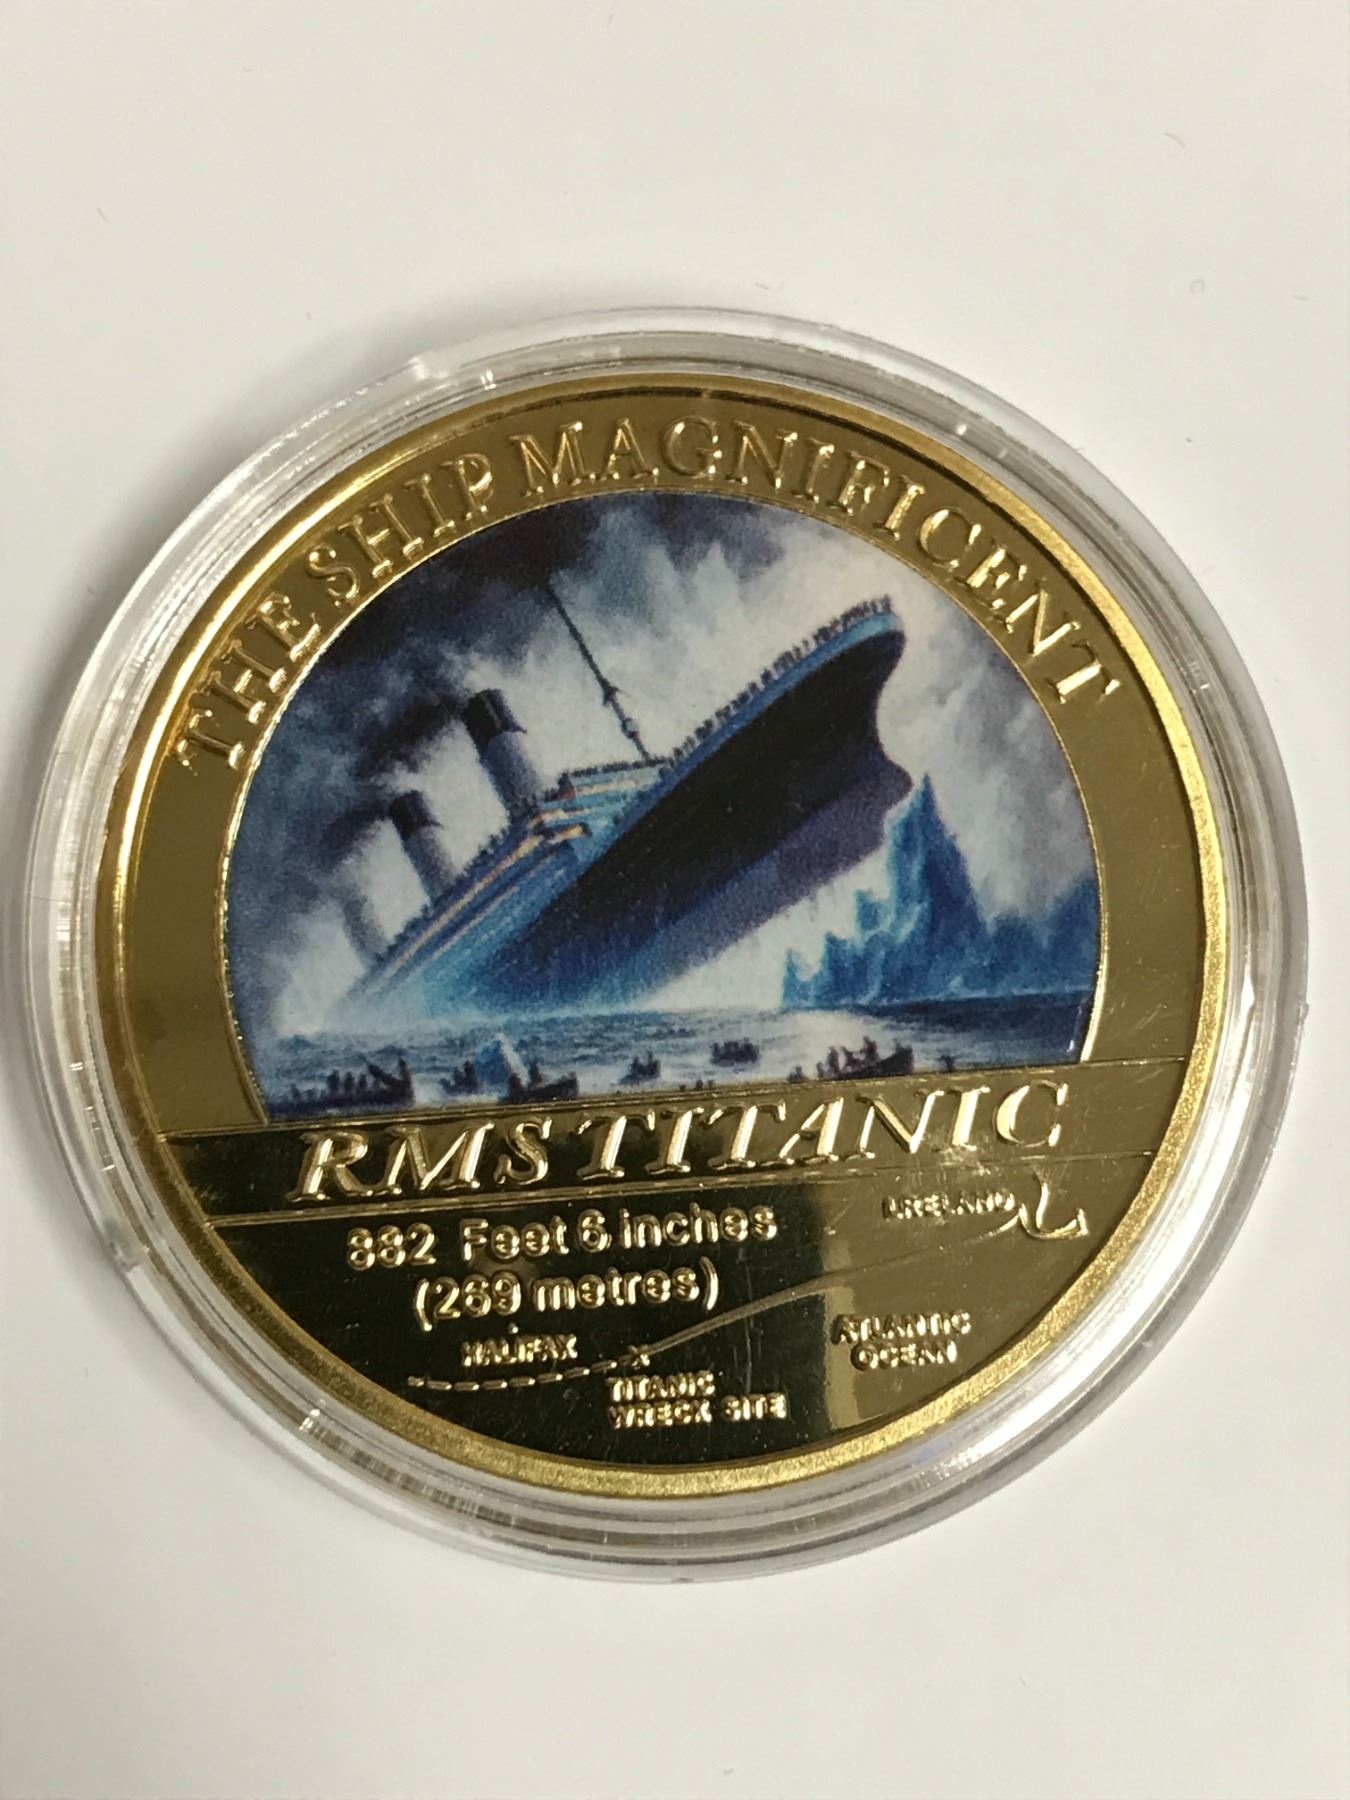 THE SHIP MAGNIFICENT
RMS TITANIC
882 Feet 6 inches
(269 metres)
IRELAND
HALIFAX
ATLANTIC
OCEAN
TITANIC
WRECK SITE